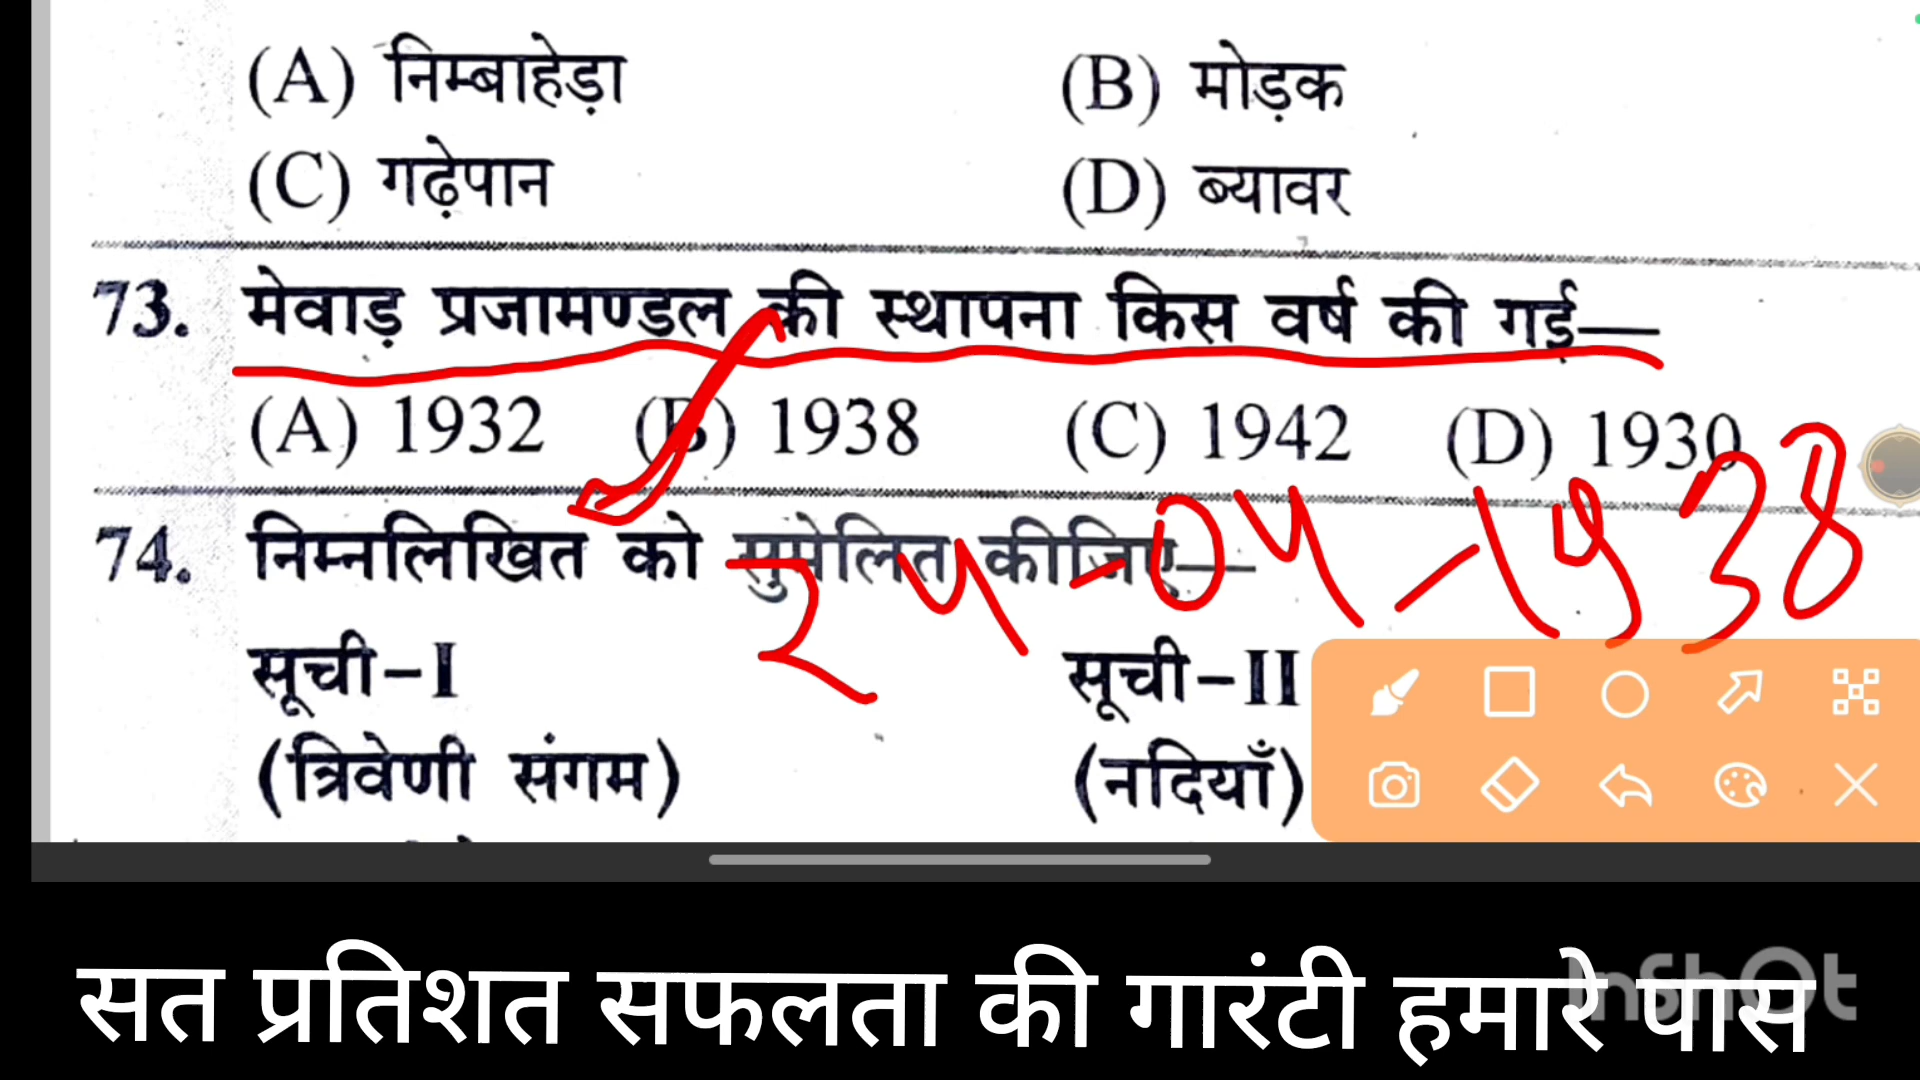 (A) निम्बाहेड़ा (B) मोड़क
(C) गढ़ेपान (D) ब्यावर
73. मेवाड़ प्रजामण्डल की स्थापना किस वर्ष की गई—
(A) 1932 (B) 1938 (C) 1942 (D) 1930
74. निम्नलिखित को सुमेलित कीजिए—
24-04-1938
सूची-I सूची-II
(त्रिवेणी संगम) (नदियाँ)
सत प्रतिशत सफलता की गारंटी हमारे पास
InShOt